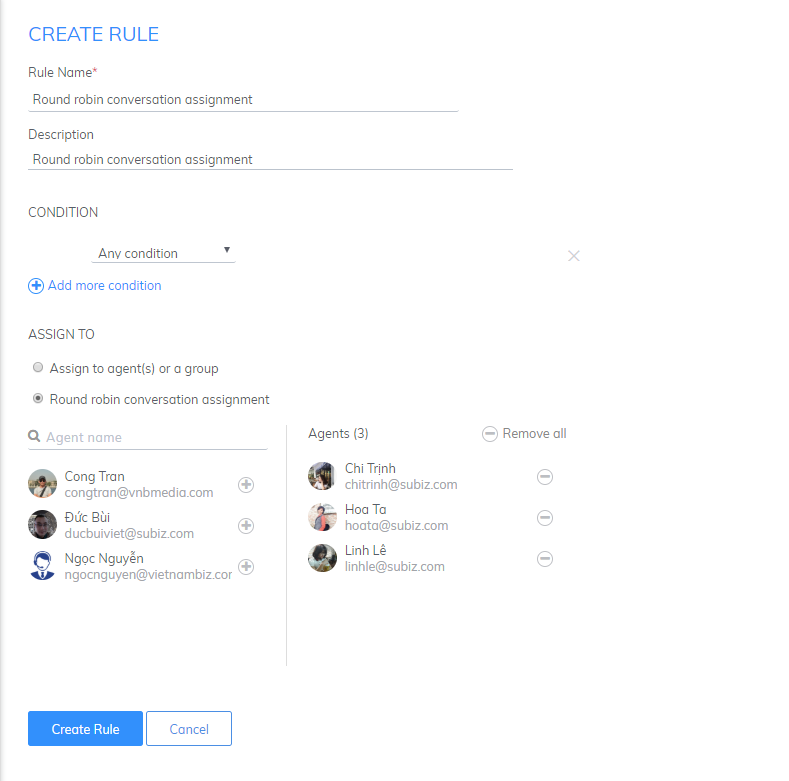 CREATE RULE
Rule Name*
Round robin conversation assignment
Description
Round robin conversation assignment
CONDITION
Any condition
Add more condition
ASSIGN TO
Assign to agent(s) or a group
Round robin conversation assignment
Agent name
Cong Tran
congtran@vnbmedia.com
Đức Bùi
ducbuiviet@subiz.com
Ngọc Nguyễn
ngocnguyen@vietnambiz.cor
Agents (3)
Remove all
Chi Trịnh
chitrinh@subiz.com
Hoa Ta
hoata@subiz.com
Linh Lê
linhle@subiz.com
Create Rule
Cancel